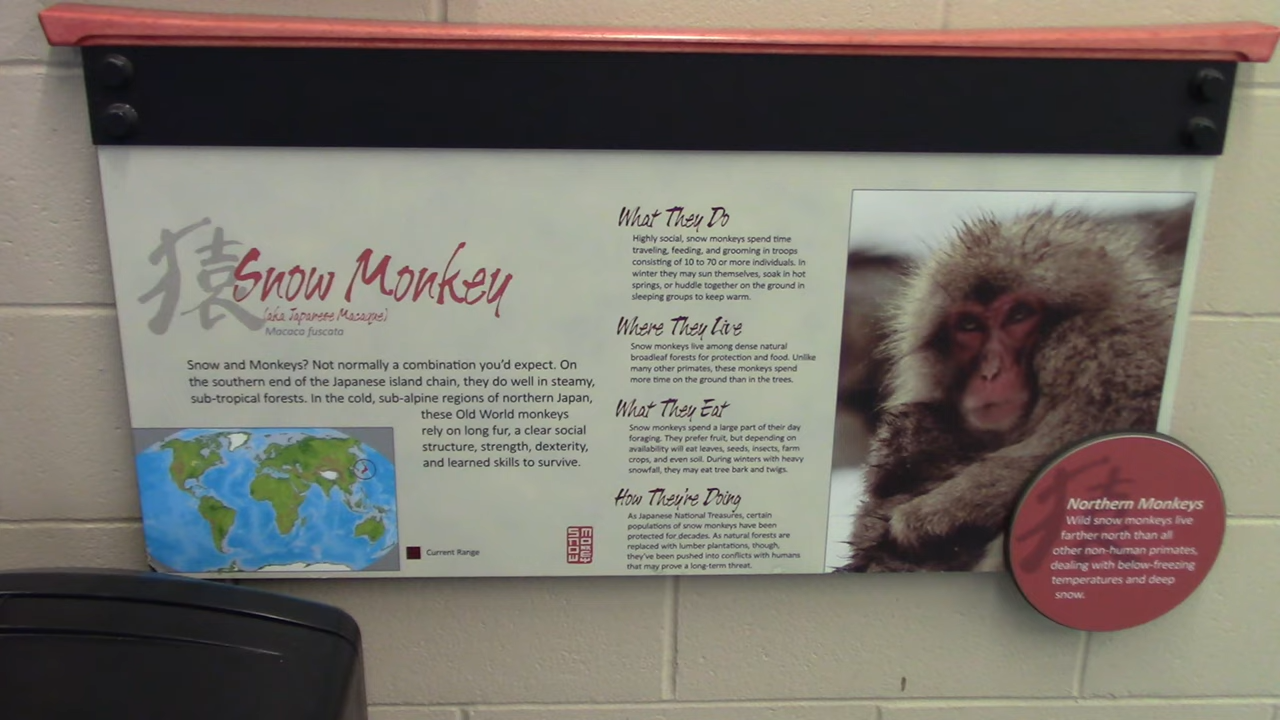 猿
Snow Monkey
(aka Japanese Macaque)
Macaca fuscata
Snow and Monkeys? Not normally a combination you'd expect. On
the southern end of the Japanese island chain, they do well in steamy,
sub-tropical forests. In the cold, sub-alpine regions of northern Japan,
these Old World monkeys
rely on long fur, a clear social
structure, strength, dexterity,
and learned skills to survive.
Current Range
SNOW
MONKEY
What They Do
Highly social, snow monkeys spend time
traveling, feeding, and grooming in troops
consisting of 10 to 70 or more individuals. In
winter they may sun themselves, soak in hot
springs, or huddle together on the ground in
sleeping groups to keep warm.
Where They Live
Snow monkeys live among dense natural
broadleaf forests for protection and food. Unlike
many other primates, these monkeys spend
more time on the ground than in the trees.
What They Eat
Snow monkeys spend a large part of their day
foraging. They prefer fruit, but depending on
availability will eat leaves, seeds, insects, farm
crops, and even soil. During winters with heavy
snowfall, they may eat tree bark and twigs.
How They're Doing
As Japanese National Treasures, certain
populations of snow monkeys have been
protected for decades. As natural forests are
replaced with lumber plantations, though,
they've been pushed into conflicts with humans
that may prove a long-term threat.
Northern Monkeys
Wild snow monkeys live
farther north than all
other non-human primates,
dealing with below-freezing
temperatures and deep
snow.